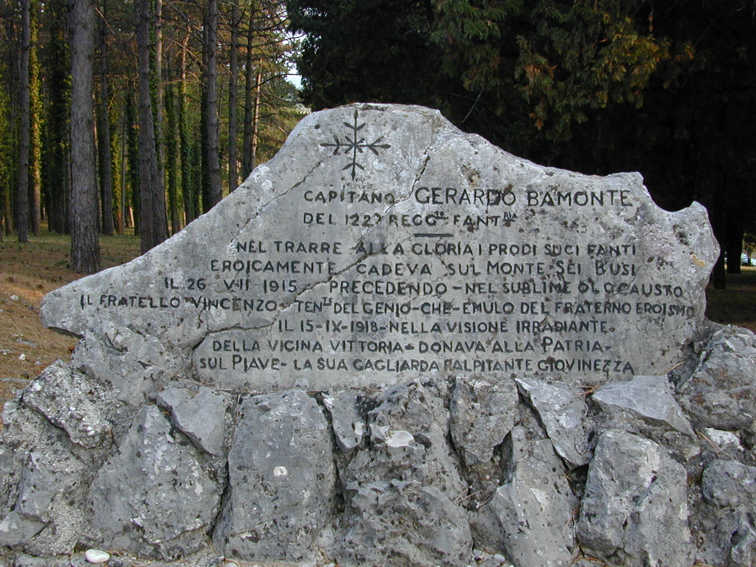 CAPITANO GERARDO BAMONTE
DEL 122º REGGTO FANTRIA
NEL TRARRE ALLA GLORIA I PRODI SUOI FANTI
EROICAMENTE CADEVA SUL MONTE SEI BUSI
IL 26 VII 1915 - PRECEDENDO - NEL SUBLIME OLOCAUSTO
IL FRATELLO VINCENZO - TENTE DEL GENIO - CHE - EMULO DEL FRATERNO EROISMO
IL 15-IX-1918 - NELLA VISIONE IRRADIANTE
DELLA VICINA VITTORIA - DONAVA ALLA PATRIA -
SUL PIAVE - LA SUA GAGLIARDA PALPITANTE GIOVINEZZA